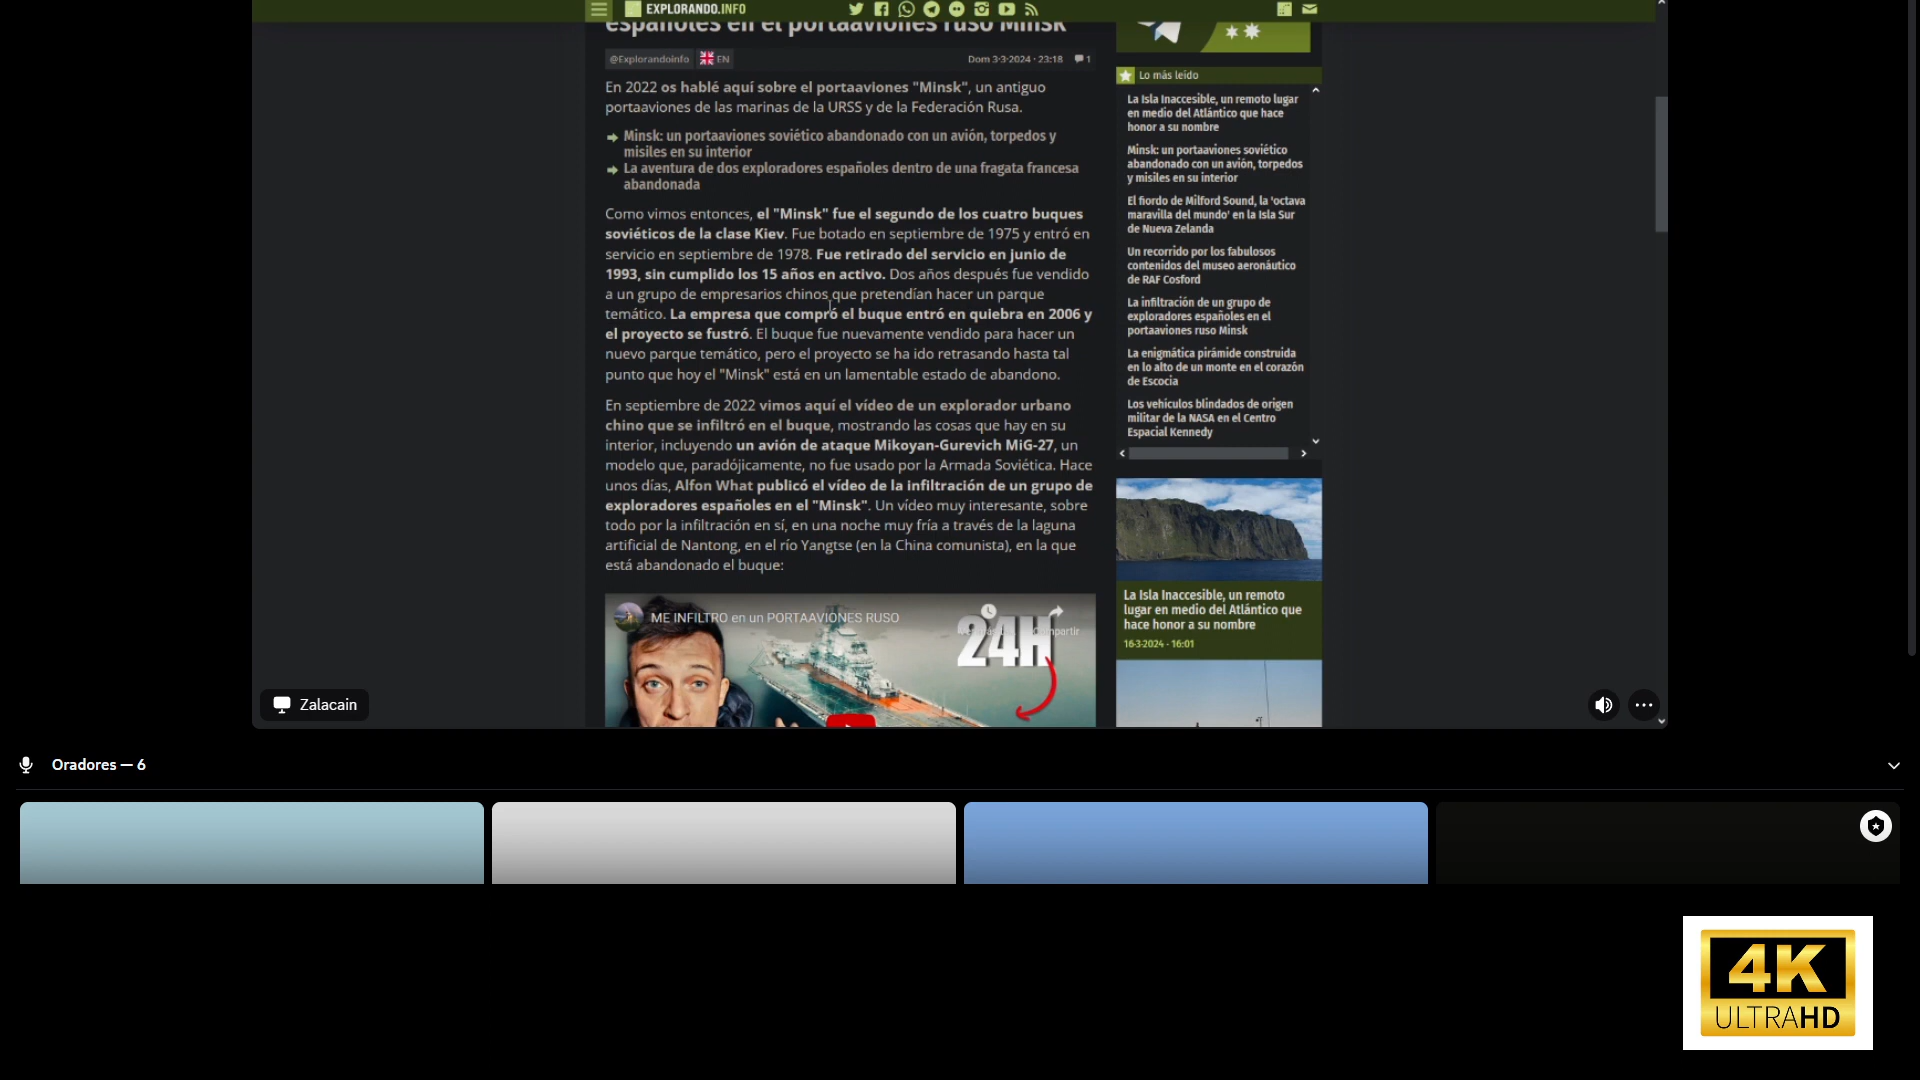 EXPLORANDO.INFO
españoles en el portaaviones ruso Minsk
@Explorandoinfo EN Dom 3-3-2024 · 23:18 1
En 2022 os hablé aquí sobre el portaaviones "Minsk", un antiguo
portaaviones de las marinas de la URSS y de la Federación Rusa.
Minsk: un portaaviones soviético abandonado con un avión, torpedos y
misiles en su interior
La aventura de dos exploradores españoles dentro de una fragata francesa
abandonada
Como vimos entonces, el "Minsk" fue el segundo de los cuatro buques
soviéticos de la clase Kiev. Fue botado en septiembre de 1975 y entró en
servicio en septiembre de 1978. Fue retirado del servicio en junio de
1993, sin cumplido los 15 años en activo. Dos años después fue vendido
a un grupo de empresarios chinos que pretendían hacer un parque
temático. La empresa que compró el buque entró en quiebra en 2006 y
el proyecto se fustró. El buque fue nuevamente vendido para hacer un
nuevo parque temático, pero el proyecto se ha ido retrasando hasta tal
punto que hoy el "Minsk" está en un lamentable estado de abandono.
En septiembre de 2022 vimos aquí el vídeo de un explorador urbano
chino que se infiltró en el buque, mostrando las cosas que hay en su
interior, incluyendo un avión de ataque Mikoyan-Gurevich MiG-27, un
modelo que, paradójicamente, no fue usado por la Armada Soviética. Hace
unos días, Alfon What publicó el vídeo de la infiltración de un grupo de
exploradores españoles en el "Minsk". Un vídeo muy interesante, sobre
todo por la infiltración en sí, en una noche muy fría a través de la laguna
artificial de Nantong, en el río Yangtse (en la China comunista), en la que
está abandonado el buque:
ME INFILTRO en un PORTAAVIONES RUSO
24H
Compartir
Lo más leído
La Isla Inaccesible, un remoto lugar
en medio del Atlántico que hace
honor a su nombre
Minsk: un portaaviones soviético
abandonado con un avión, torpedos
y misiles en su interior
El fiordo de Milford Sound, la 'octava
maravilla del mundo' en la Isla Sur
de Nueva Zelanda
Un recorrido por los fabulosos
contenidos del museo aeronáutico
de RAF Cosford
La infiltración de un grupo de
exploradores españoles en el
portaaviones ruso Minsk
La enigmática pirámide construida
en lo alto de un monte en el corazón
de Escocia
Los vehículos blindados de origen
militar de la NASA en el Centro
Espacial Kennedy
La Isla Inaccesible, un remoto
lugar en medio del Atlántico que
hace honor a su nombre
16-3-2024 · 16:01
Zalacain
Oradores — 6
4K
ULTRAHD